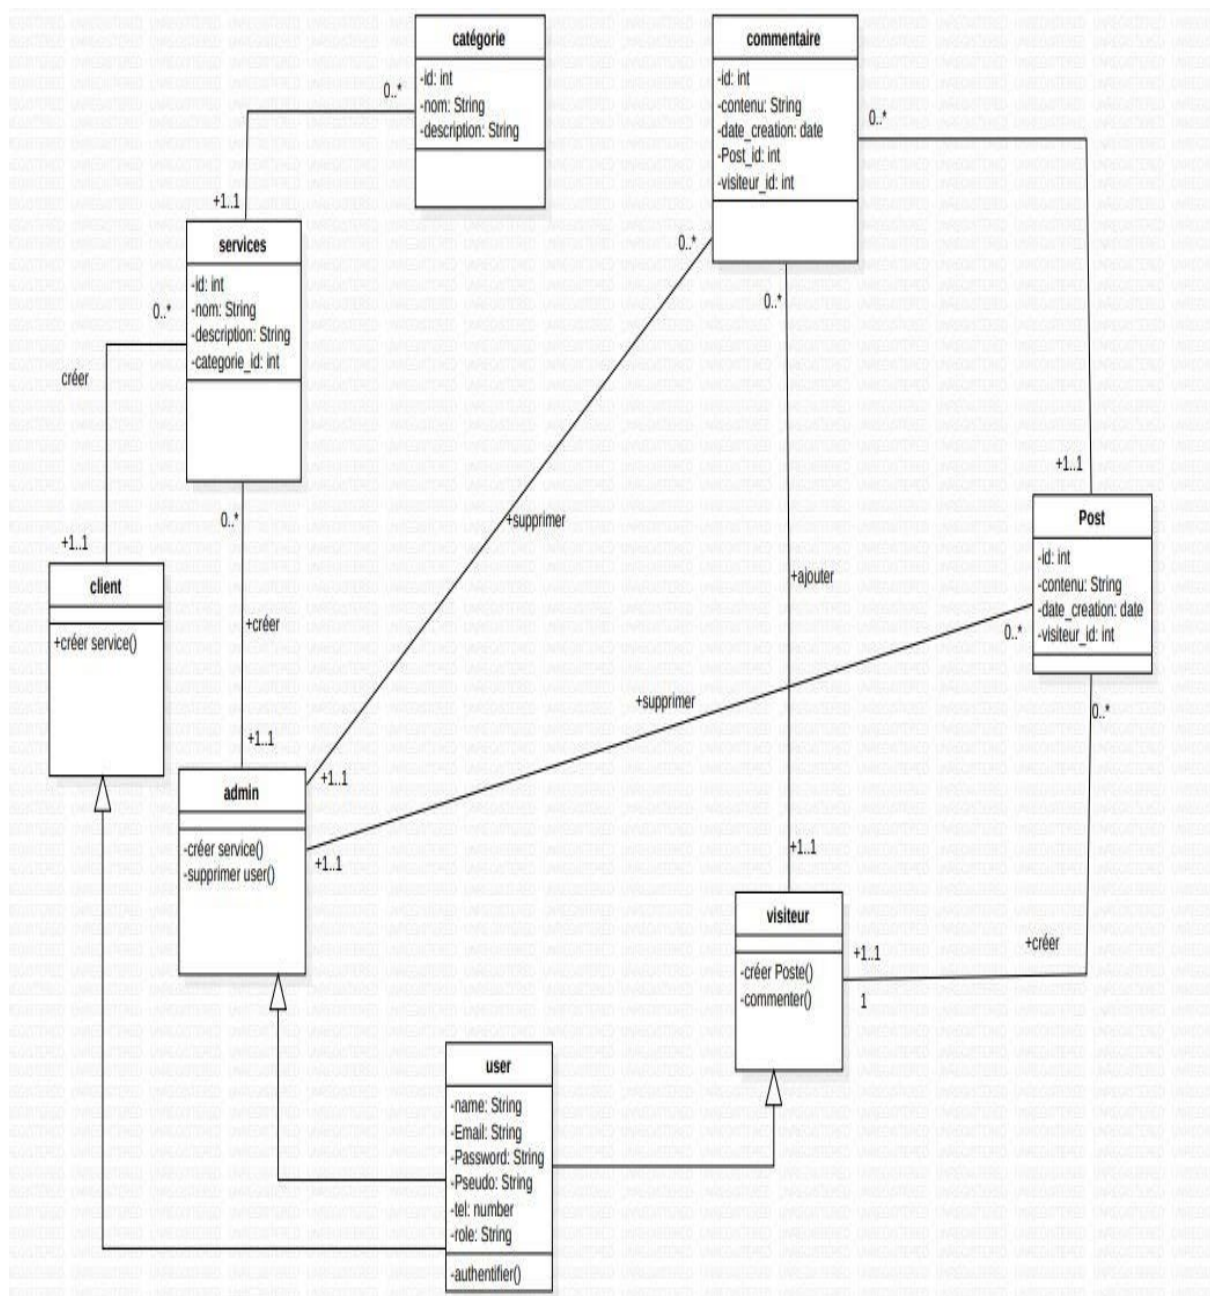 catégorie
-id: int
-nom: String
-description: String
0..*
commentaire
-id: int
-contenu: String
-date_creation: date
-Post_id: int
-visiteur_id: int
0..*
0..*
0..*
+1..1
services
-id: int
-nom: String
-description: String
-categorie_id: int
0..*
créer
0..*
+1..1
client
+créer service()
+créer
+supprimer
+ajouter
+1..1
Post
-id: int
-contenu: String
-date_creation: date
-visiteur_id: int
0..*
0..*
+supprimer
+1..1
+1..1
admin
-créer service()
-supprimer user()
+1..1
+1..1
visiteur
-créer Poste()
-commenter()
+1..1
1
+créer
user
-name: String
-Email: String
-Password: String
-Pseudo: String
-tel: number
-role: String
-authentifier()
UNREGISTERED